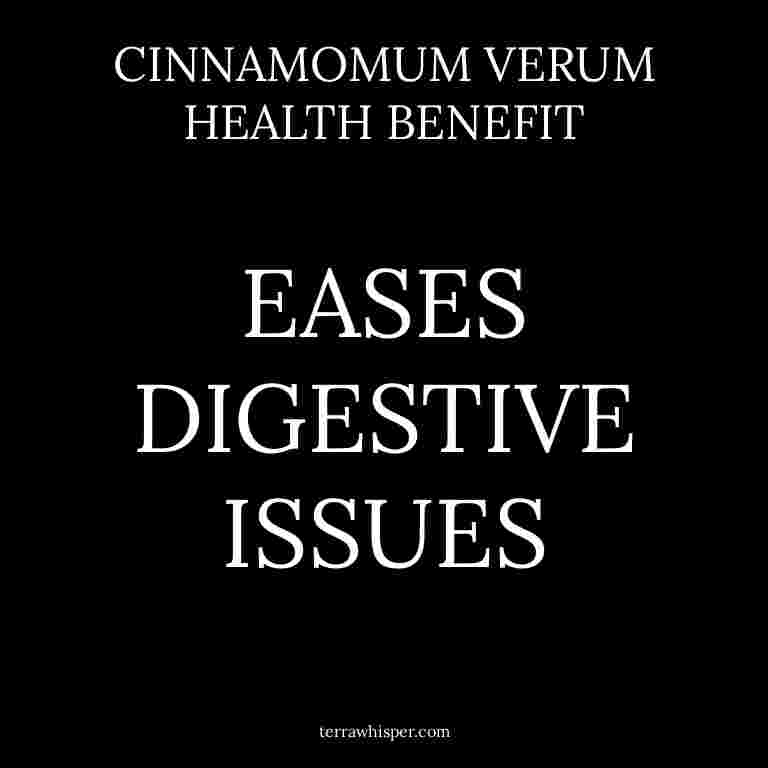 CINNAMOMUM VERUM
HEALTH BENEFIT
EASES
DIGESTIVE
ISSUES
terrawhisper.com